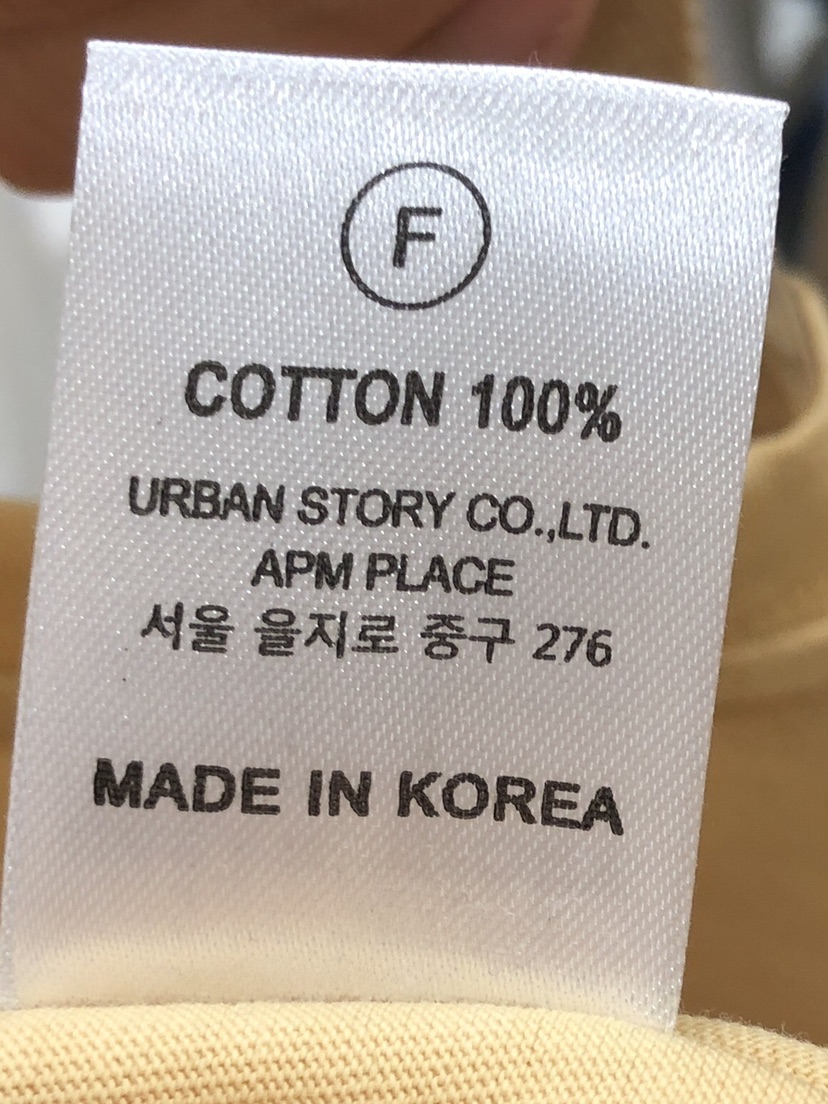 F
COTTON 100%
URBAN STORY CO.,LTD.
APM PLACE
서울 을지로 중구 276
MADE IN KOREA